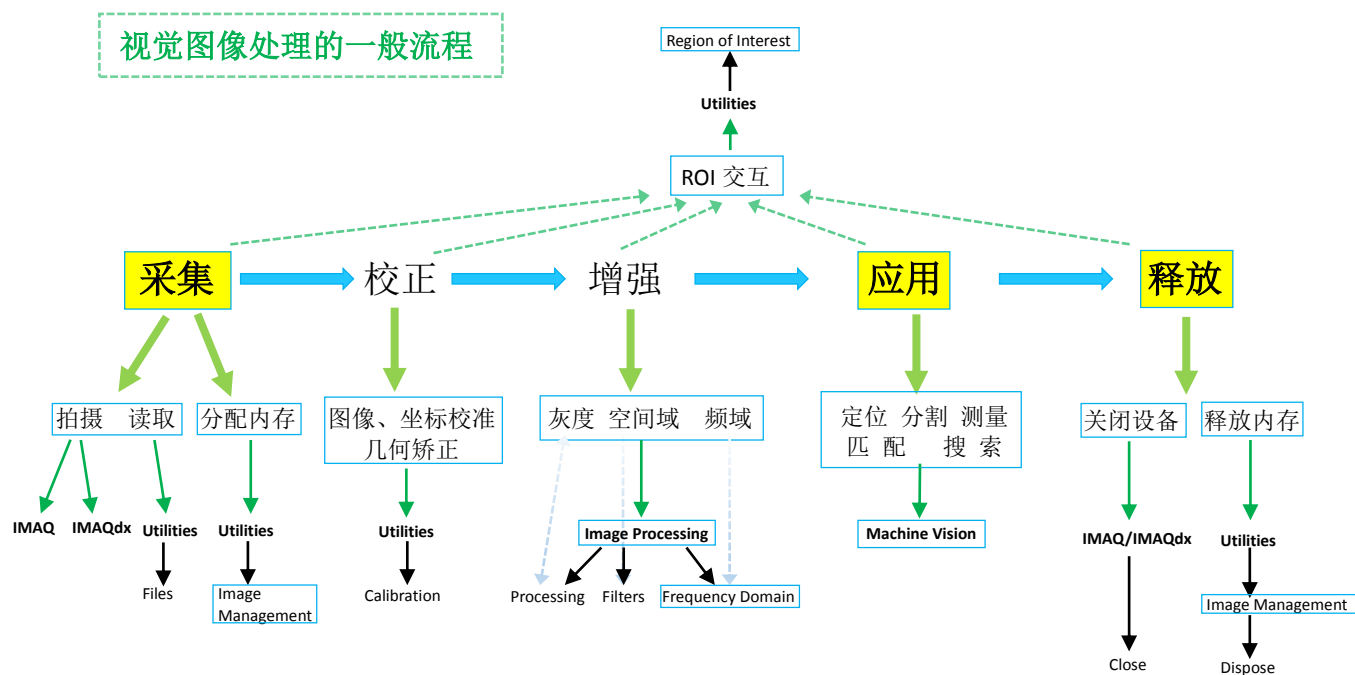 视觉图像处理的一般流程
Region of Interest
Utilities
ROI 交互
采集
校正
增强
应用
释放
拍摄 读取
分配内存
图像、坐标校准
几何矫正
灰度 空间域 频域
定位 分割 测量
匹 配 搜 索
关闭设备
释放内存
IMAQ
IMAQdx
Utilities
Utilities
Utilities
Image Processing
Machine Vision
IMAQ/IMAQdx
Utilities
Files
Image
Management
Calibration
Processing
Filters
Frequency Domain
Image Management
Close
Dispose